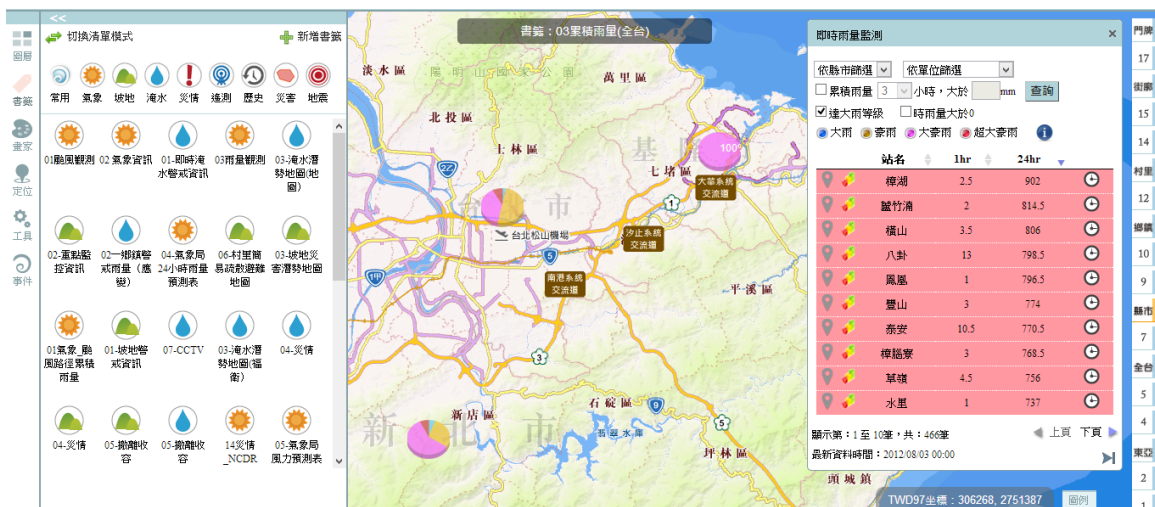 <<
切換清單模式
新增書籤
圖層
書籤
畫家
定位
工具
事件
常用 氣象 坡地 淹水 災情 遙測 歷史 災害 地震
01颱風觀測 02 氣象資訊 01-即時淹 03雨量觀測 03-淹水潛
水警戒資訊 勢地圖(地
圖)
02-重點監 02一鄉鎮警 04-氣象局 06-村里簡 03-坡地災
控資訊 戒雨量（應 24小時雨量 易疏散避難 害潛勢地圖
變） 預測表 地圖
01氣象_颱 01-坡地警 07-CCTV 03-淹水潛 04-災情
風路徑累積 戒資訊 勢地圖(福
雨量 衛)
04-災情 05-撤離收 05-撤離收 14災情 05-氣象局
容 容 _NCDR 風力預測表
書籤：03累積雨量(全台)
淡水區
陽明山國家公園
萬里區
北投區
士林區
基隆
七堵區
100%
大華系統
交流道
台北市
台北松山機場
汐止系統
交流道
南港系統
交流道
平溪區
石碇區
新店區
新北市
翡翠水庫
坪林區
頭城鎮
2乙
1
5
1甲
3
9
5
即時雨量監測 ×
依縣市篩選 依單位篩選
累積雨量 3 小時，大於 mm 查詢
達大雨等級 時雨量大於0
大雨 豪雨 大豪雨 超大豪雨
站名 1hr 24hr
樟湖 2.5 902
2 814.5
橫山 3.5 806
八卦 13 798.5
鳳凰 1 796.5
豐山 3 774
泰安 10.5 770.5
樟腦寮 3 768.5
草嶺 4.5 756
水里 1 737
顯示第：1 至 10筆，共：466筆
上頁 下頁
最新資料時間：2012/08/03 00:00
TWD97坐標：306268, 2751387
圖例
門牌
17
街廓
15
14
村里
12
鄉鎮
10
9
縣市
7
全台
5
4
東亞
2
1